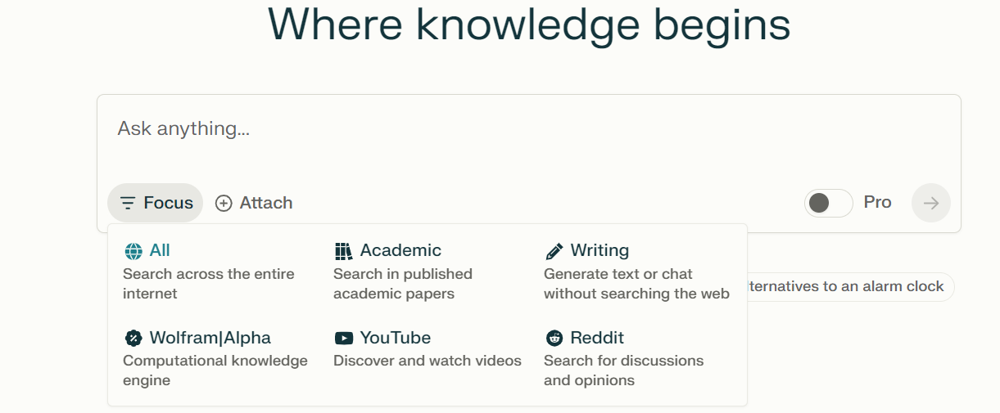 Where knowledge begins
Ask anything...
Focus
Attach
Pro
All
Search across the entire
internet
Academic
Search in published
academic papers
Writing
Generate text or chat
without searching the web
to an alarm clock
Wolfram|Alpha
Computational knowledge
engine
YouTube
Discover and watch videos
Reddit
Search for discussions
and opinions